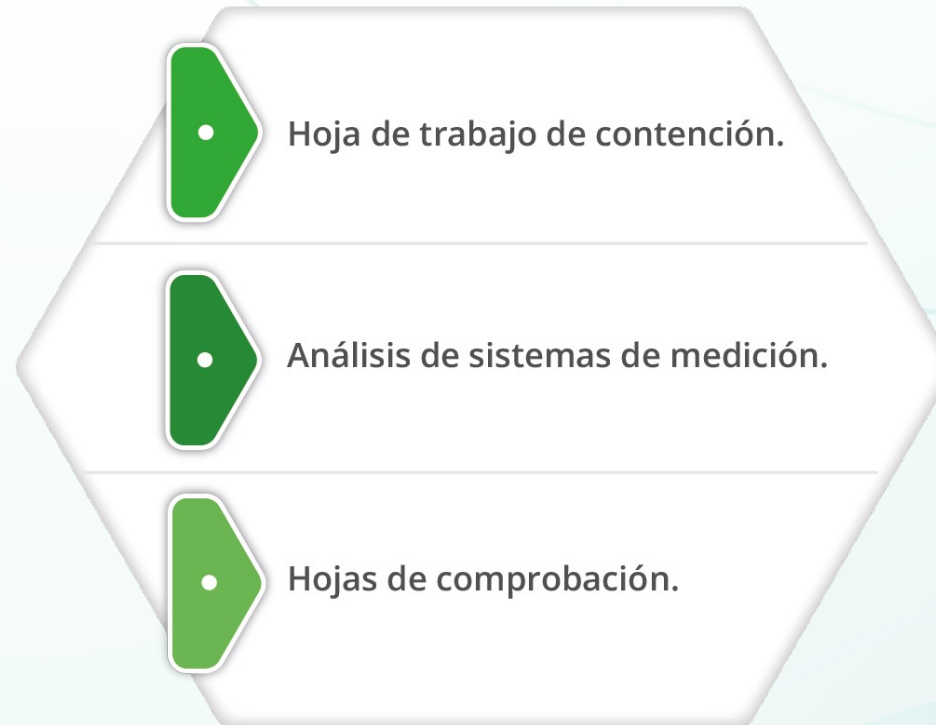 Hoja de trabajo de contención.
Análisis de sistemas de medición.
Hojas de comprobación.